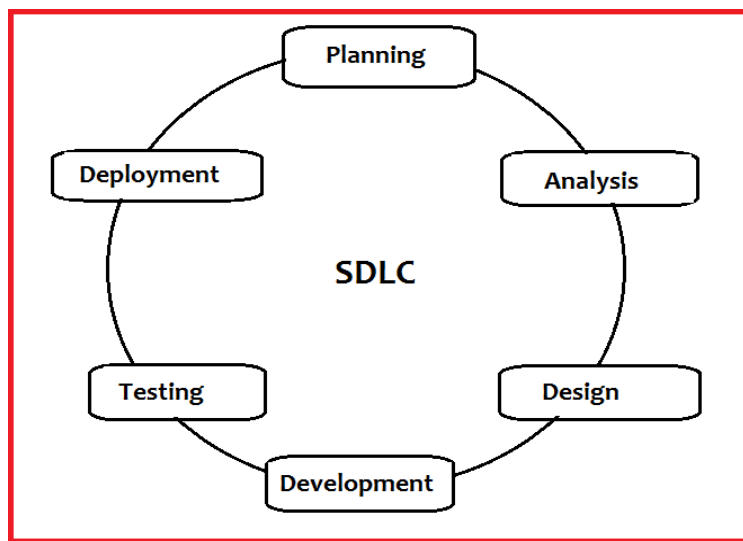 Planning
Deployment
Analysis
SDLC
Testing
Design
Development